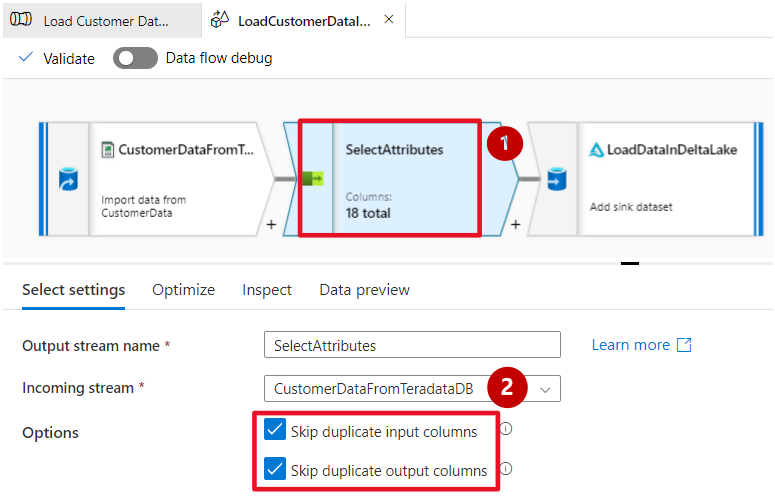 Load Customer Dat...
LoadCustomerDataI...
Validate
Data flow debug
CustomerDataFromT...
Import data from
CustomerData
+
SelectAttributes
Columns:
18 total
1
+
LoadDataInDeltaLake
Add sink dataset
Select settings
Optimize
Inspect
Data preview
Output stream name *
SelectAttributes
Learn more
Incoming stream *
CustomerDataFromTeradataDB
2
Options
Skip duplicate input columns
Skip duplicate output columns